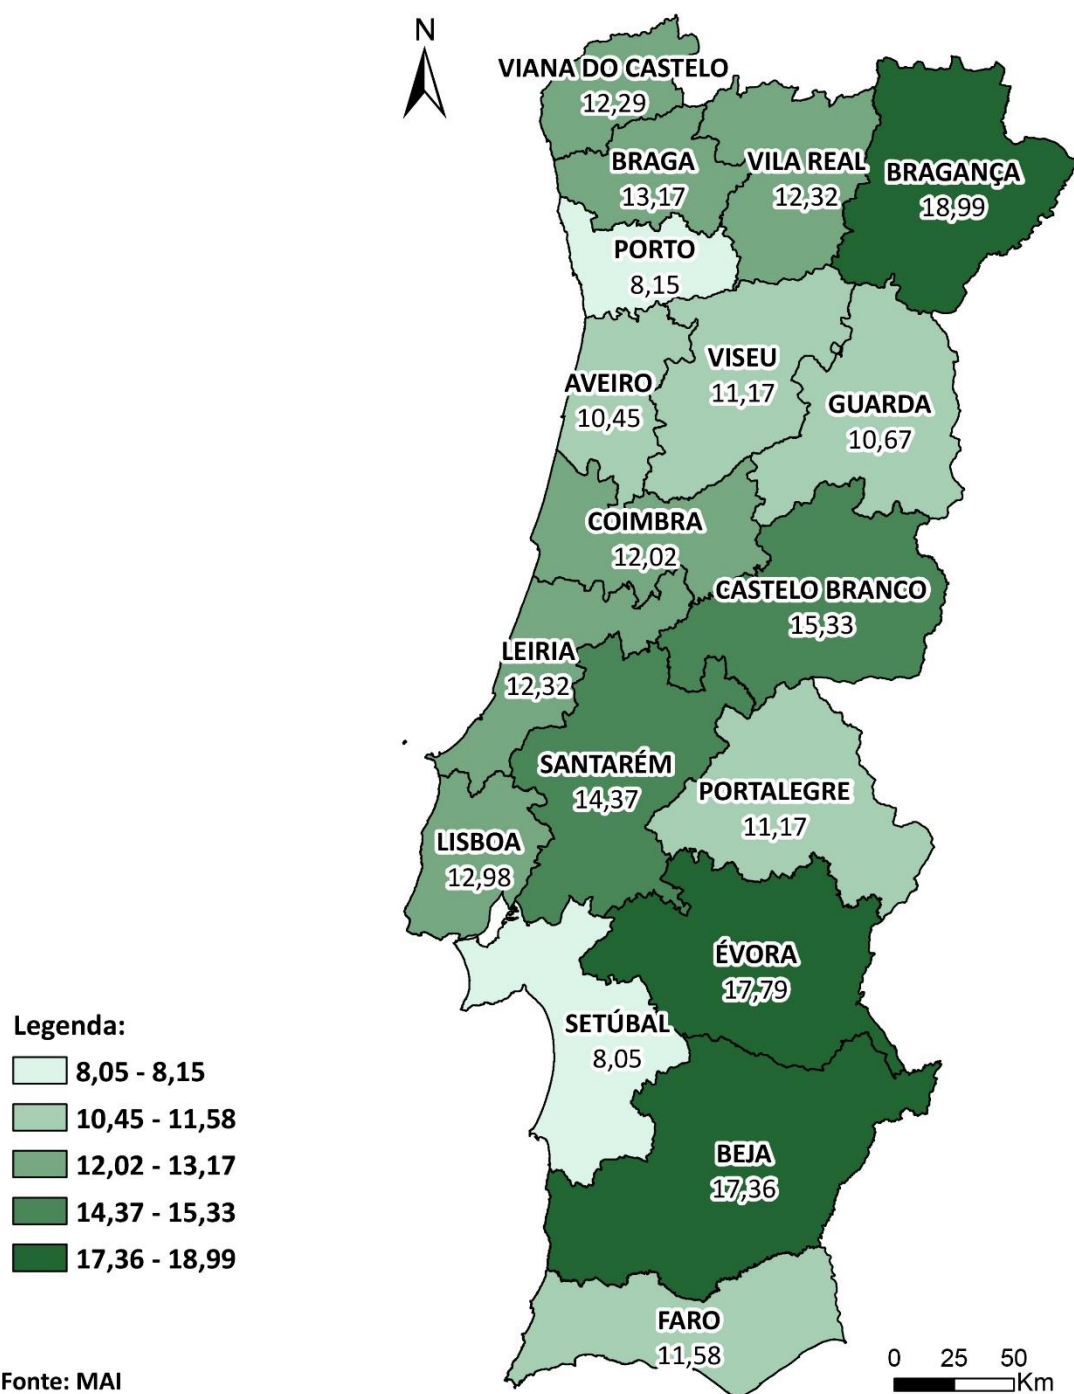 N
VIANA DO CASTELO
12,29
BRAGA
13,17
VILA REAL
12,32
BRAGANÇA
18,99
PORTO
8,15
VISEU
11,17
AVEIRO
10,45
GUARDA
10,67
COIMBRA
12,02
CASTELO BRANCO
15,33
LEIRIA
12,32
SANTARÉM
14,37
PORTALEGRE
11,17
LISBOA
12,98
ÉVORA
17,79
SETÚBAL
8,05
BEJA
17,36
FARO
11,58
Legenda:
8,05 - 8,15
10,45 - 11,58
12,02 - 13,17
14,37 - 15,33
17,36 - 18,99
Fonte: MAI
0 25 50
Km